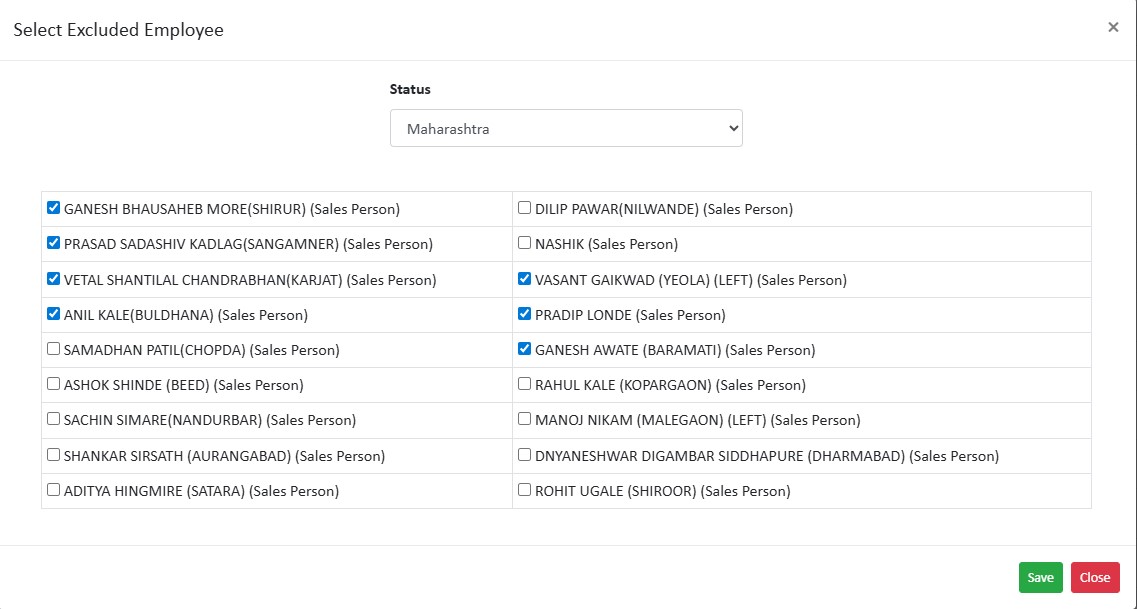 Select Excluded Employee
×
Status
Maharashtra
GANESH BHAUSAHEB MORE(SHIRUR) (Sales Person)
DILIP PAWAR(NILWANDE) (Sales Person)
PRASAD SADASHIV KADLAG(SANGAMNER) (Sales Person)
NASHIK (Sales Person)
VETAL SHANTILAL CHANDRABHAN(KARJAT) (Sales Person)
VASANT GAIKWAD (YEOLA) (LEFT) (Sales Person)
ANIL KALE(BULDHANA) (Sales Person)
PRADIP LONDE (Sales Person)
SAMADHAN PATIL(CHOPDA) (Sales Person)
GANESH AWATE (BARAMATI) (Sales Person)
ASHOK SHINDE (BEED) (Sales Person)
RAHUL KALE (KOPARGAON) (Sales Person)
SACHIN SIMARE(NANDURBAR) (Sales Person)
MANOJ NIKAM (MALEGAON) (LEFT) (Sales Person)
SHANKAR SIRSATH (AURANGABAD) (Sales Person)
DNYANESHWAR DIGAMBAR SIDDHAPURE (DHARMABAD) (Sales Person)
ADITYA HINGMIRE (SATARA) (Sales Person)
ROHIT UGALE (SHIROOR) (Sales Person)
Save
Close